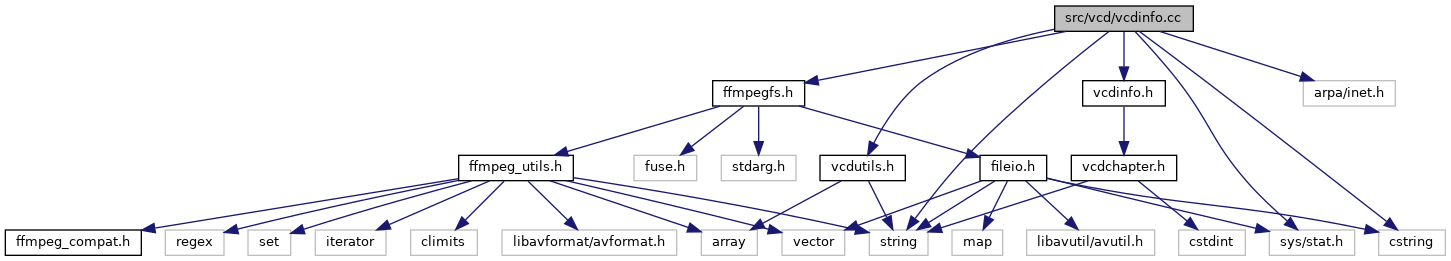 src/vcd/vcdinfo.cc
ffmpegfs.h
vcdinfo.h
arpa/inet.h
ffmpeg_utils.h
fuse.h
stdarg.h
vcdutils.h
fileio.h
vcdchapter.h
ffmpeg_compat.h
regex
set
iterator
climits
libavformat/avformat.h
array
vector
string
map
libavutil/avutil.h
cstdint
sys/stat.h
cstring